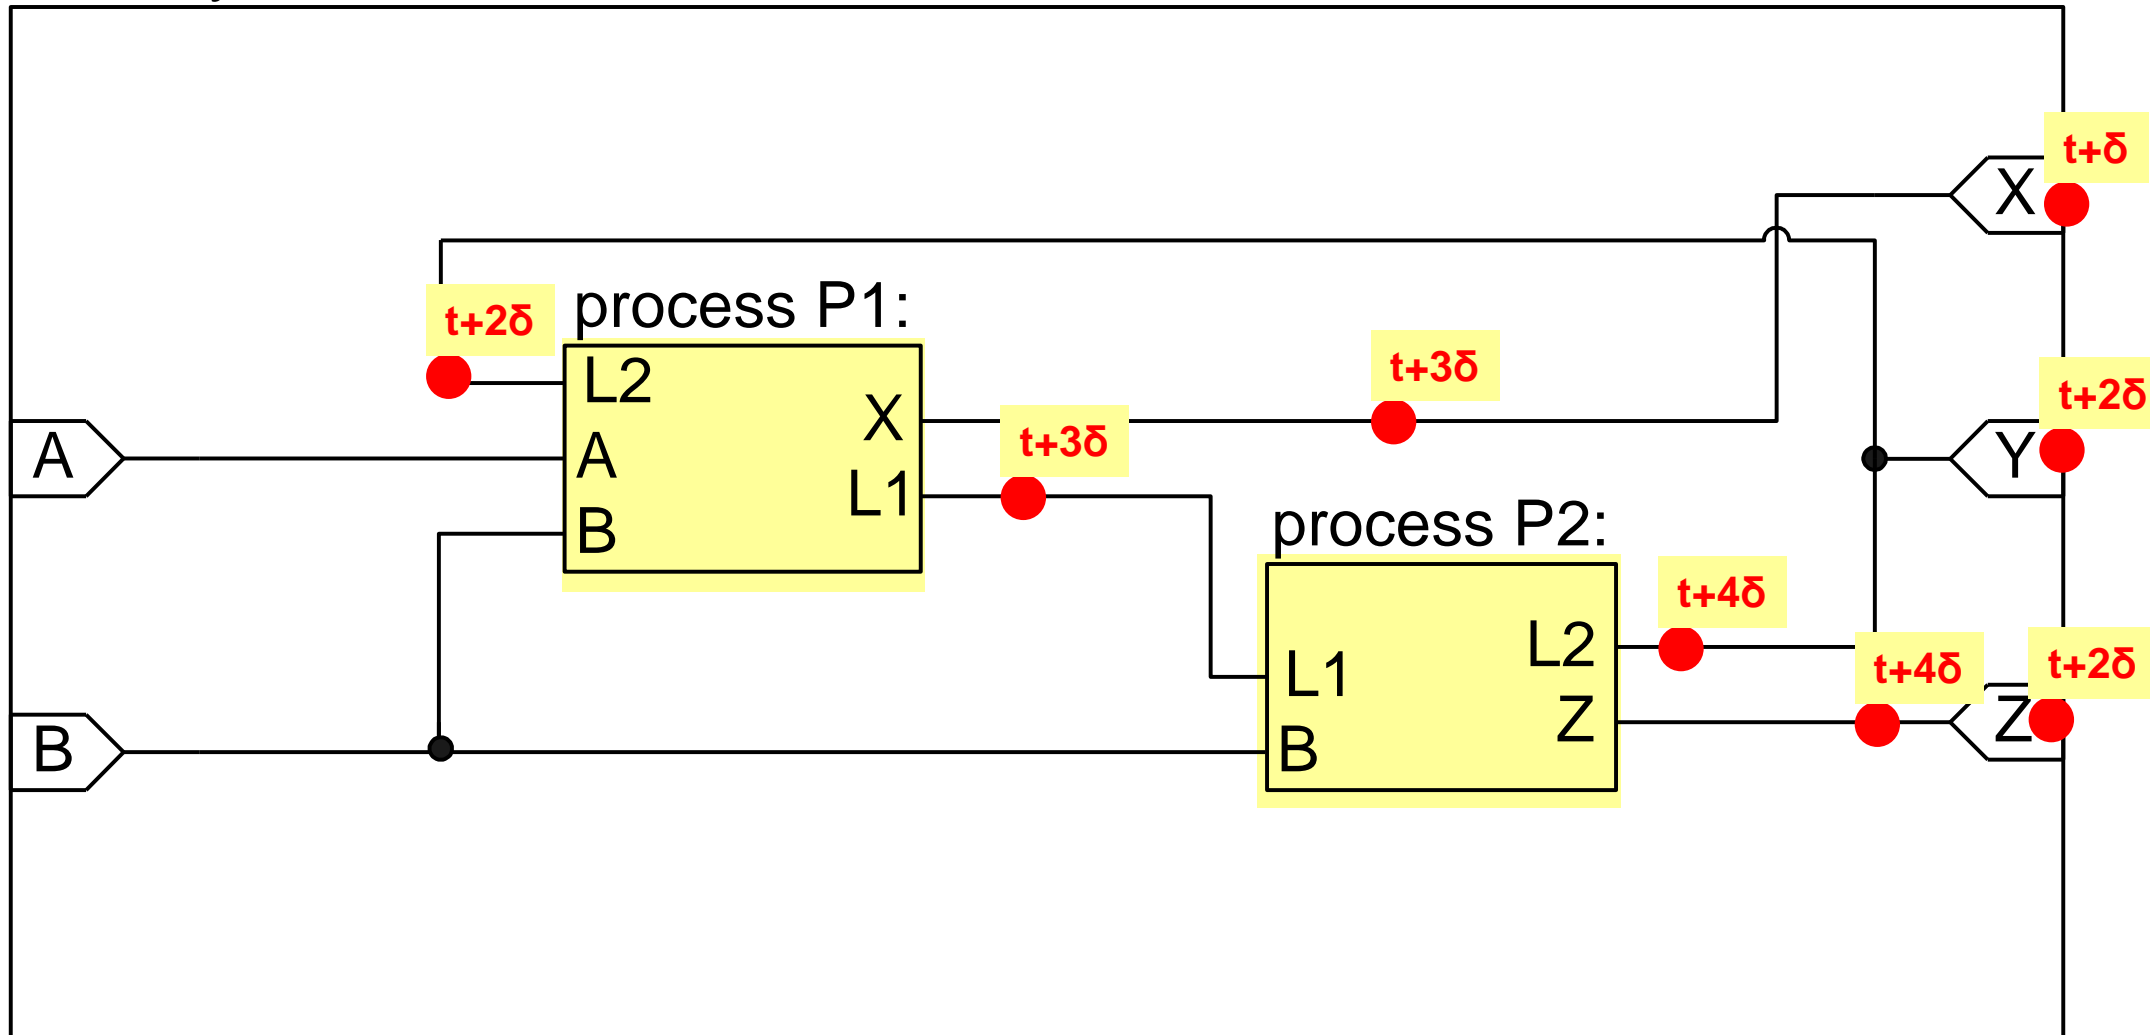 t+δ
X
process P1:
t+2δ
L2
t+3δ
X
t+2δ
A
A
t+3δ
Y
L1
B
process P2:
t+4δ
L2
t+4δ
t+2δ
L1
Z
Z
B
B